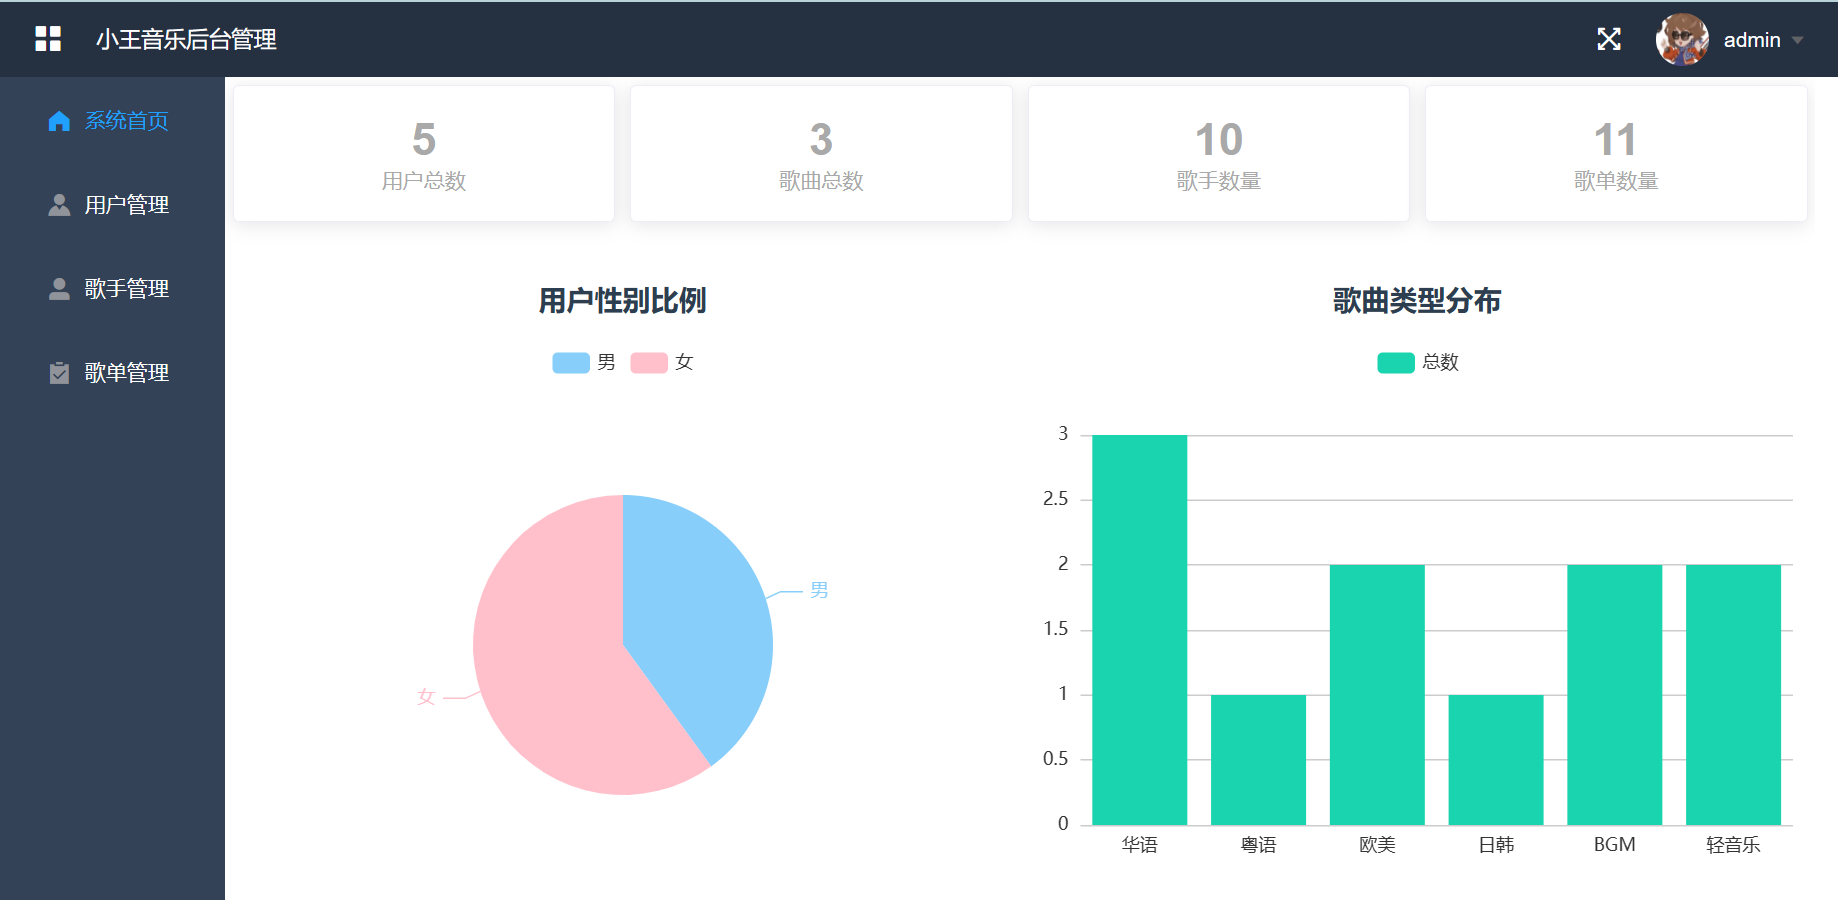 小王音乐后台管理
admin
系统首页
用户管理
歌手管理
歌单管理
5
用户总数
3
歌曲总数
10
歌手数量
11
歌单数量
用户性别比例
男 女
男
女
歌曲类型分布
总数
3
2.5
2
1.5
1
0.5
0
华语 粤语 欧美 日韩 BGM 轻音乐